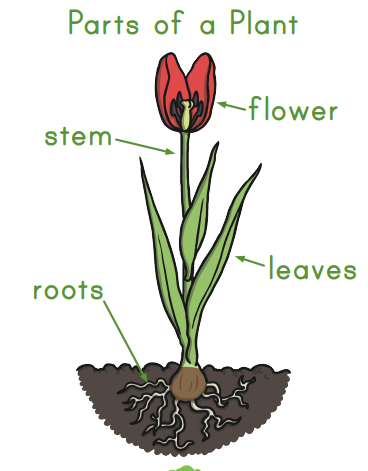 Parts of a Plant
flower
stem
leaves
roots